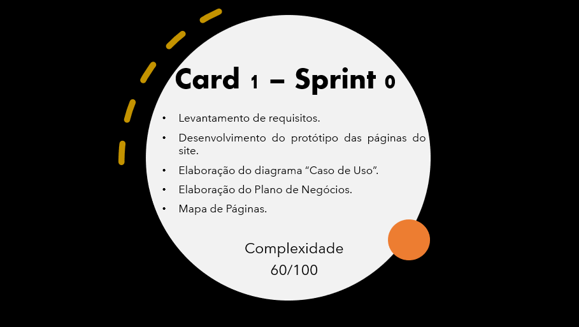 Card 1 – Sprint 0
• Levantamento de requisitos.
• Desenvolvimento do protótipo das páginas do
site.
• Elaboração do diagrama “Caso de Uso”.
• Elaboração do Plano de Negócios.
• Mapa de Páginas.
Complexidade
60/100